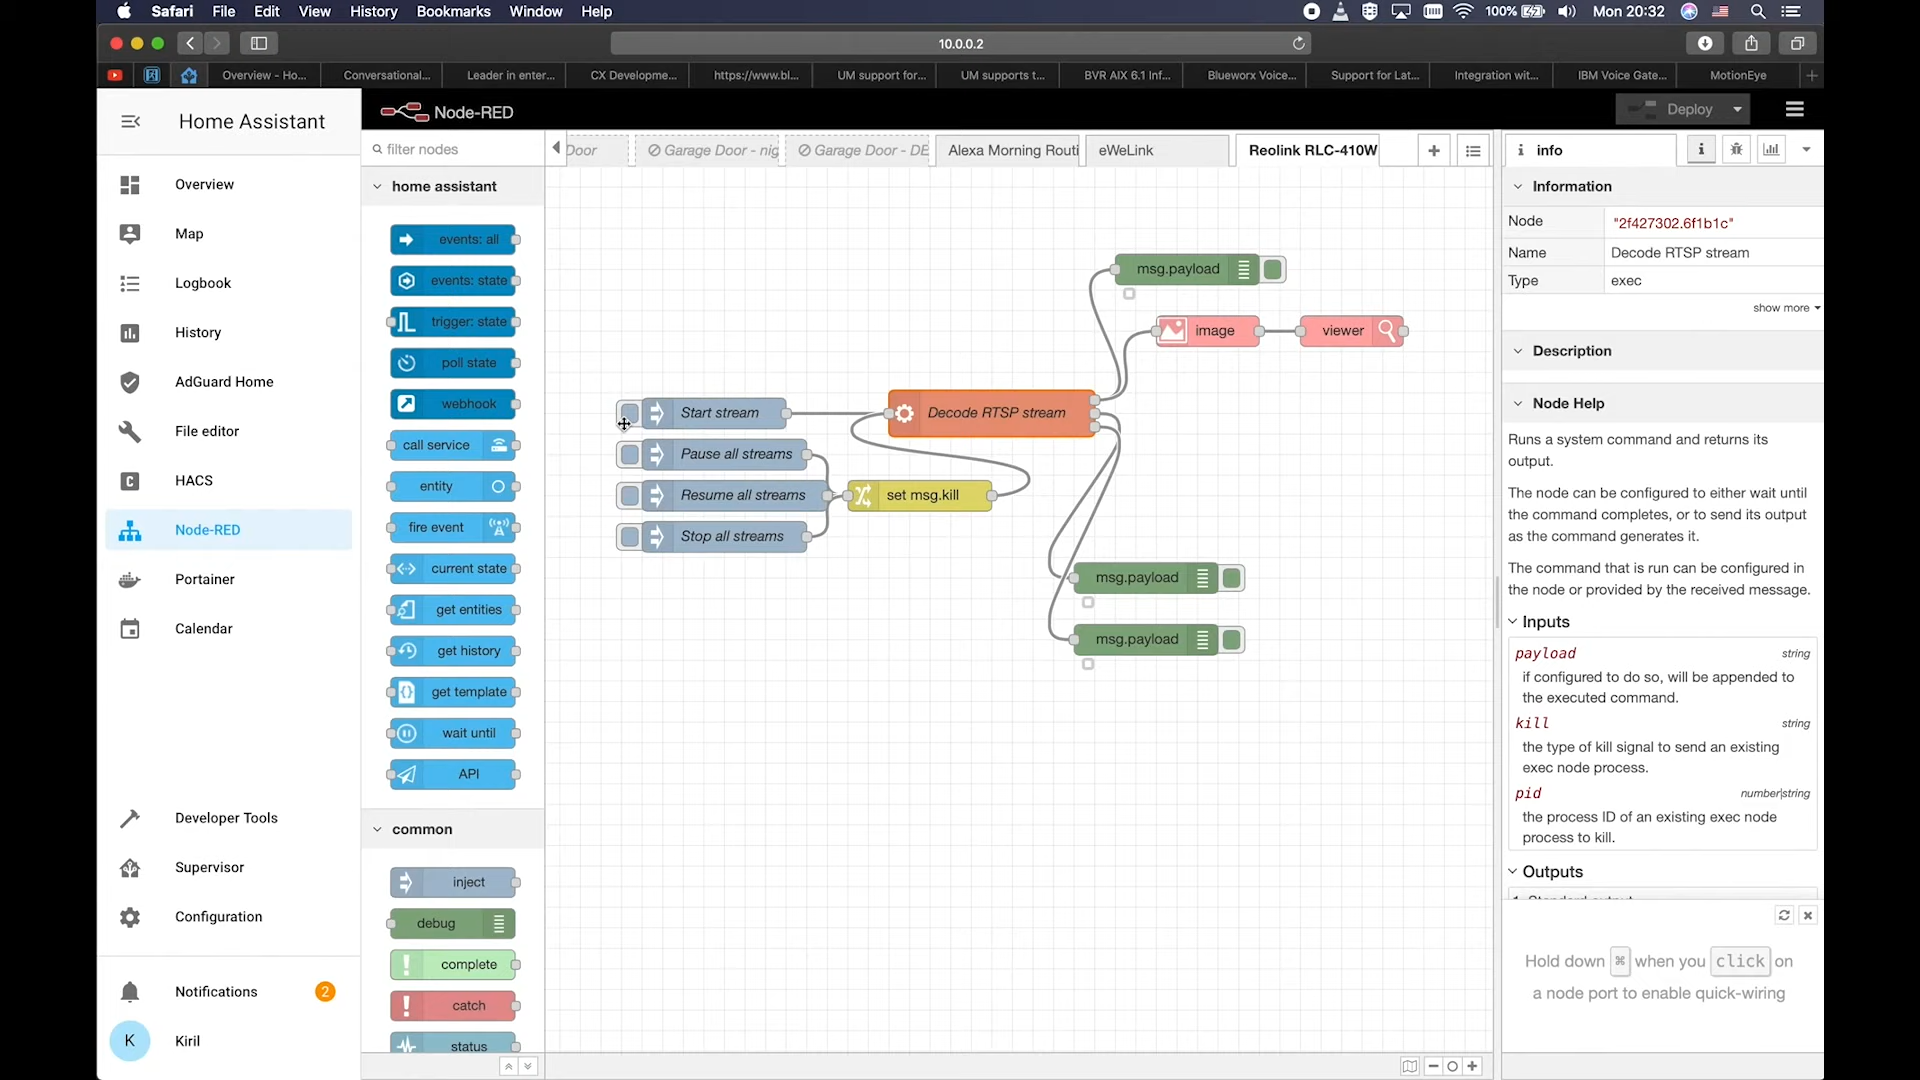 Safari File Edit View History Bookmarks Window Help
100% Mon 20:32
10.0.0.2
Overview - Ho... Conversational... Leader in enter... CX Developme... https://www.bl... UM support for... UM supports t... BVR AIX 6.1 Inf... Blueworx Voice... Support for Lat... Integration wit... IBM Voice Gate... MotionEye
Home Assistant
Node-RED
Deploy
filter nodes
Door
Garage Door - nig
Garage Door - DE
Alexa Morning Routi
eWeLink
Reolink RLC-410W
info
Overview
Map
Logbook
History
AdGuard Home
File editor
HACS
Node-RED
Portainer
Calendar
Developer Tools
Supervisor
Configuration
Notifications
2
K
Kiril
home assistant
events: all
events: state
trigger: state
poll state
webhook
call service
entity
fire event
current state
get entities
get history
get template
wait until
API
common
inject
debug
complete
catch
status
msg.payload
image
viewer
Start stream
Decode RTSP stream
Pause all streams
Resume all streams
set msg.kill
Stop all streams
msg.payload
msg.payload
Information
Node "2f427302.6f1b1c"
Name Decode RTSP stream
Type exec
show more
Description
Node Help
Runs a system command and returns its
output.
The node can be configured to either wait until
the command completes, or to send its output
as the command generates it.
The command that is run can be configured in
the node or provided by the received message.
Inputs
payload string
if configured to do so, will be appended to
the executed command.
kill string
the type of kill signal to send an existing
exec node process.
pid number|string
the process ID of an existing exec node
process to kill.
Outputs
Hold down ⌘ when you click on
a node port to enable quick-wiring